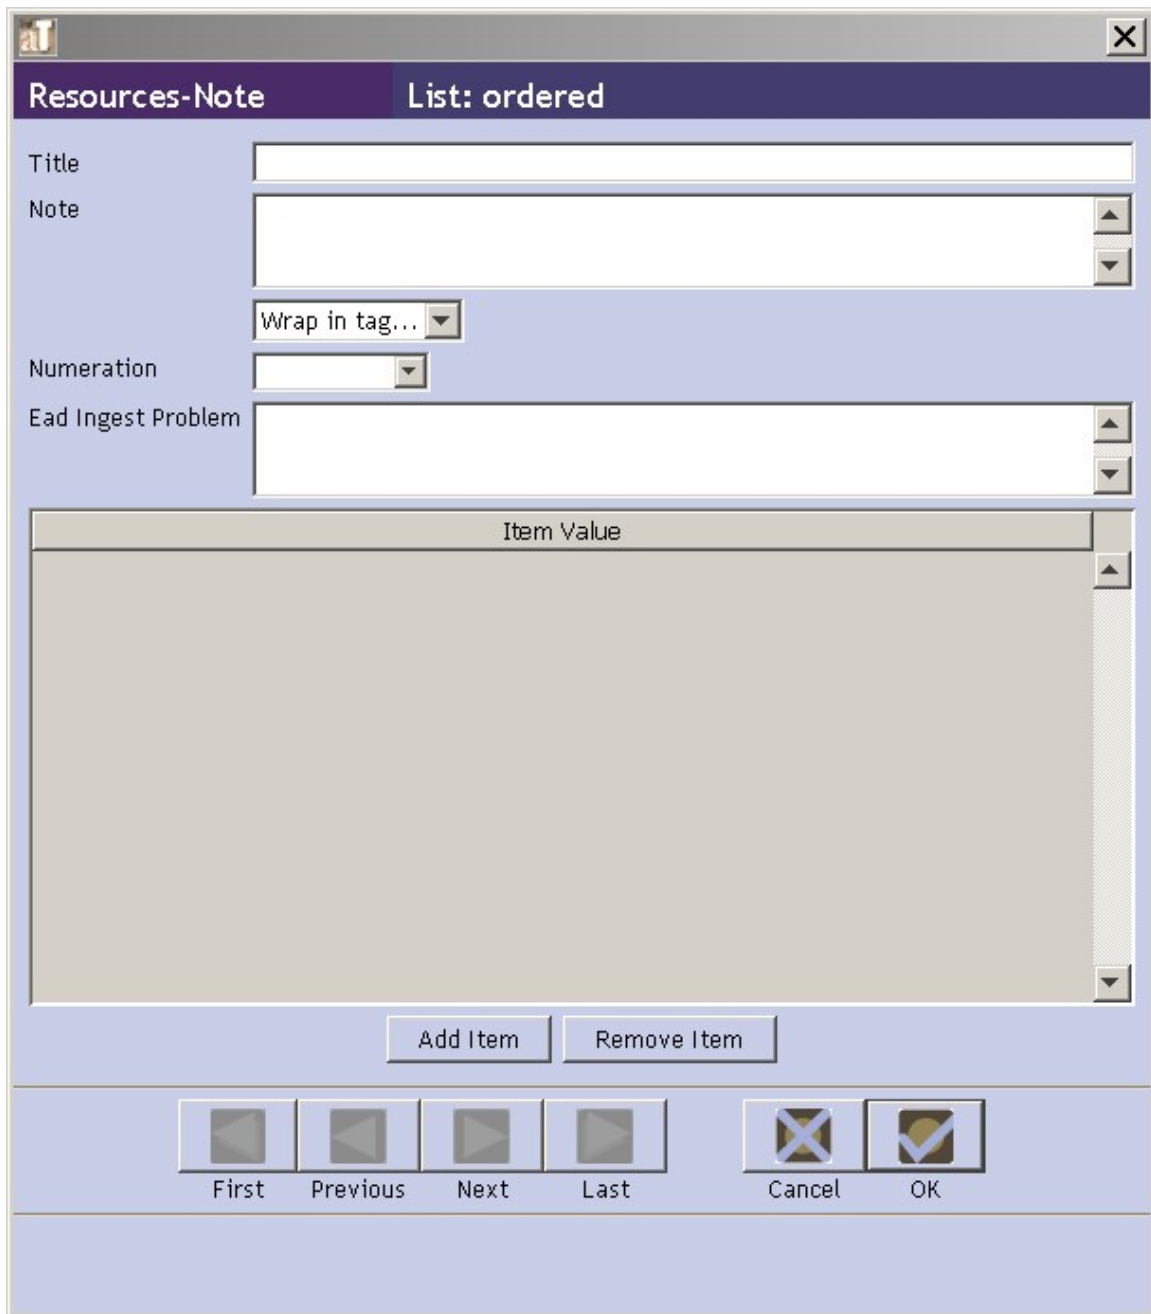 aT
Resources-Note List: ordered
Title
Note
Wrap in tag...
Numeration
Ead Ingest Problem
Item Value
Add Item Remove Item
First Previous Next Last Cancel OK